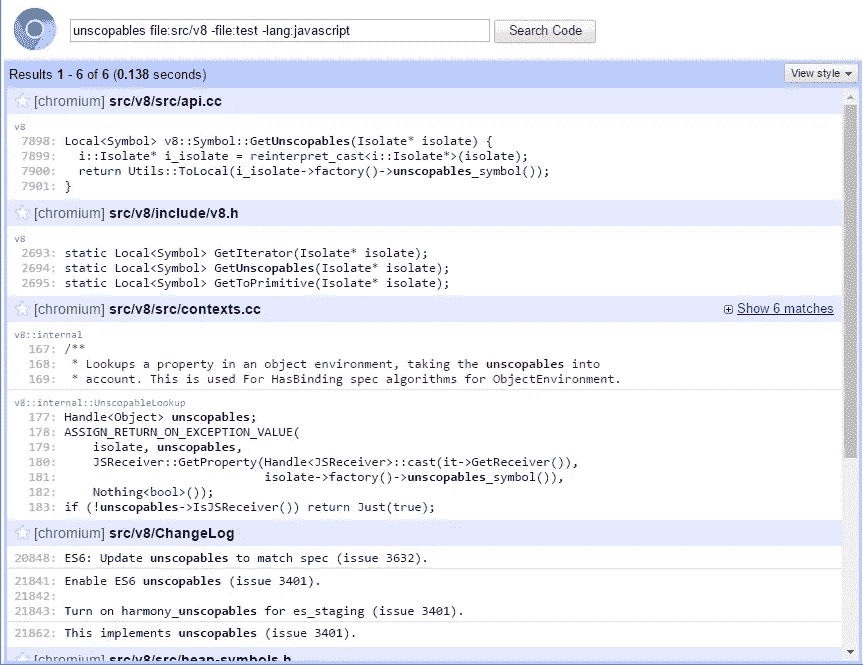 unscopables file:src/v8 -file:test -lang:javascript
Search Code
Results 1 - 6 of 6 (0.138 seconds)
View style
[chromium] src/v8/src/api.cc
v8
7898: Local<Symbol> v8::Symbol::GetUnscopables(Isolate* isolate) {
7899:   i::Isolate* i_isolate = reinterpret_cast<i::Isolate*>(isolate);
7900:   return Utils::ToLocal(i_isolate->factory()->unscopables_symbol());
7901: }
[chromium] src/v8/include/v8.h
v8
2693: static Local<Symbol> GetIterator(Isolate* isolate);
2694: static Local<Symbol> GetUnscopables(Isolate* isolate);
2695: static Local<Symbol> GetToPrimitive(Isolate* isolate);
[chromium] src/v8/src/contexts.cc
Show 6 matches
v8::internal
167: /**
168:  * Lookups a property in an object environment, taking the unscopables into
169:  * account. This is used For HasBinding spec algorithms for ObjectEnvironment.
v8::internal::UnscopableLookup
177: Handle<Object> unscopables;
178: ASSIGN_RETURN_ON_EXCEPTION_VALUE(
179:     isolate, unscopables,
180:     JSReceiver::GetProperty(Handle<JSReceiver>::cast(it->GetReceiver()),
181:                             isolate->factory()->unscopables_symbol()),
182:     Nothing<bool>());
183: if (!unscopables->IsJSReceiver()) return Just(true);
[chromium] src/v8/ChangeLog
20848: ES6: Update unscopables to match spec (issue 3632).
21841: Enable ES6 unscopables (issue 3401).
21842:
21843: Turn on harmony_unscopables for es_staging (issue 3401).
21862: This implements unscopables (issue 3401).
[chromium] src/v8/src/heap-symbols.h